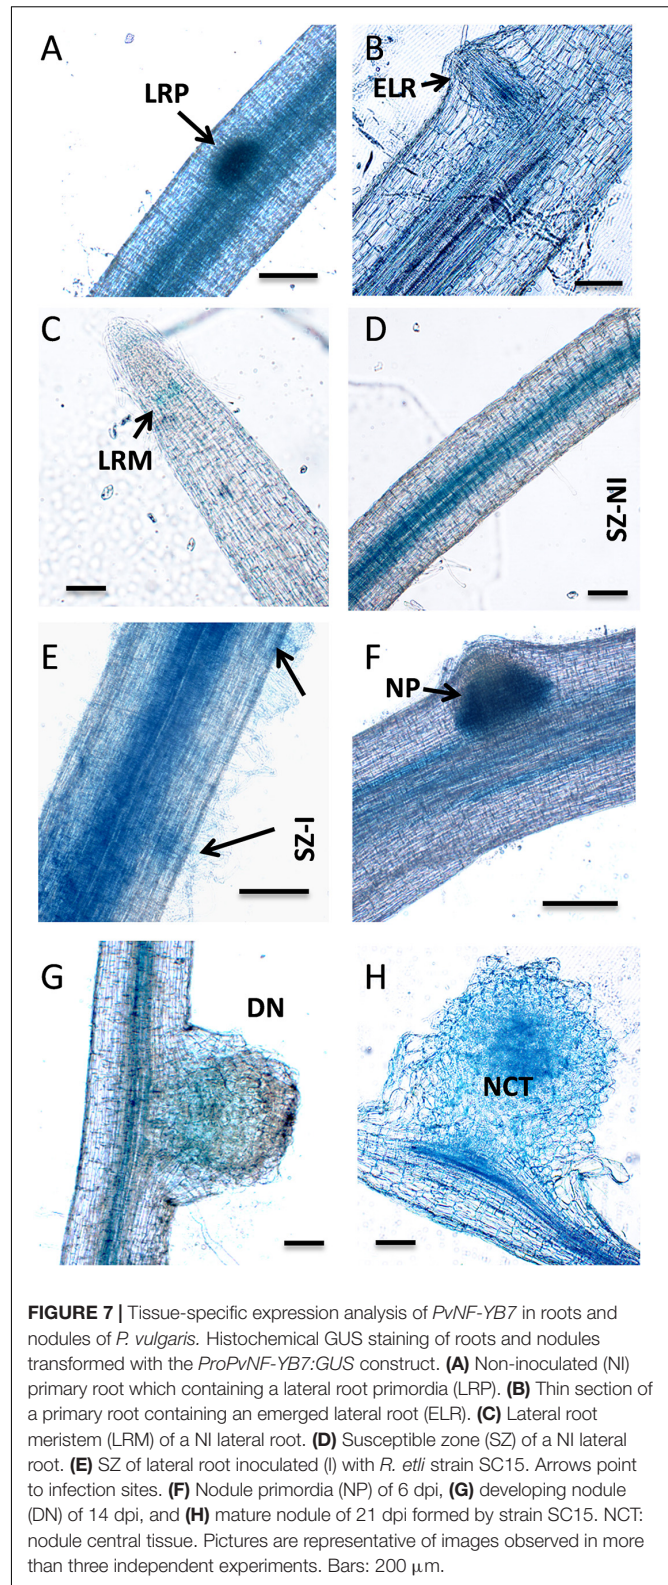 A
LRP
B
ELR
C
LRM
D
SZ-NI
E
SZ-I
F
NP
G
DN
H
NCT
FIGURE 7 | Tissue-specific expression analysis of PvNF-YB7 in roots and
nodules of P. vulgaris. Histochemical GUS staining of roots and nodules
transformed with the ProPvNF-YB7:GUS construct. (A) Non-inoculated (NI)
primary root which containing a lateral root primordia (LRP). (B) Thin section of
a primary root containing an emerged lateral root (ELR). (C) Lateral root
meristem (LRM) of a NI lateral root. (D) Susceptible zone (SZ) of a NI lateral
root. (E) SZ of lateral root inoculated (I) with R. etli strain SC15. Arrows point
to infection sites. (F) Nodule primordia (NP) of 6 dpi, (G) developing nodule
(DN) of 14 dpi, and (H) mature nodule of 21 dpi formed by strain SC15. NCT:
nodule central tissue. Pictures are representative of images observed in more
than three independent experiments. Bars: 200 μm.